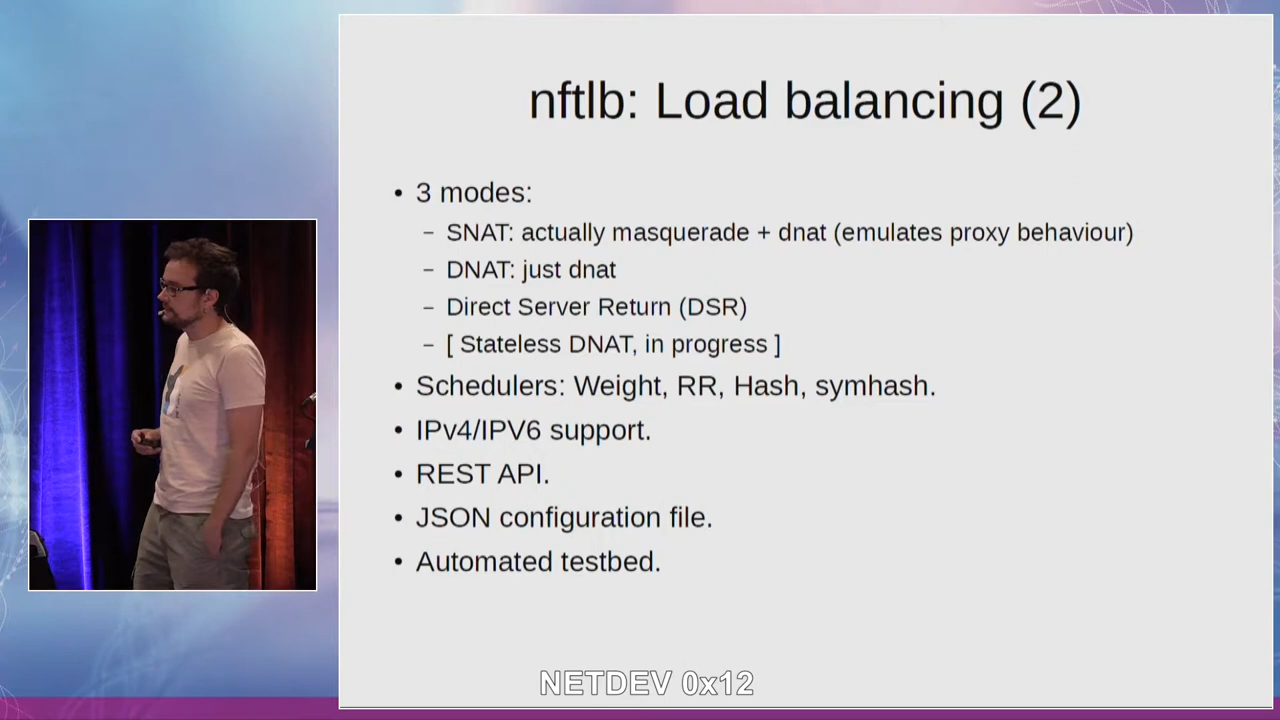 nftlb: Load balancing (2)
• 3 modes:
– SNAT: actually masquerade + dnat (emulates proxy behaviour)
– DNAT: just dnat
– Direct Server Return (DSR)
– [ Stateless DNAT, in progress ]
• Schedulers: Weight, RR, Hash, symhash.
• IPv4/IPV6 support.
• REST API.
• JSON configuration file.
• Automated testbed.
NETDEV 0x12